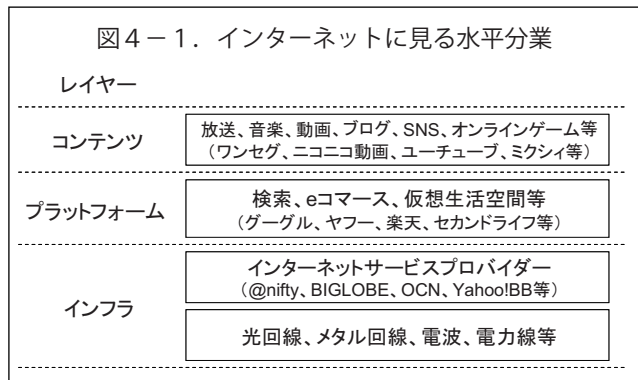 図4－1．インターネットに見る水平分業
レイヤー
コンテンツ
放送、音楽、動画、ブログ、SNS、オンラインゲーム等
（ワンセグ、ニコニコ動画、ユーチューブ、ミクシィ等）
プラットフォーム
検索、eコマース、仮想生活空間等
（グーグル、ヤフー、楽天、セカンドライフ等）
インフラ
インターネットサービスプロバイダー
（@nifty、BIGLOBE、OCN、Yahoo!BB等）
光回線、メタル回線、電波、電力線等